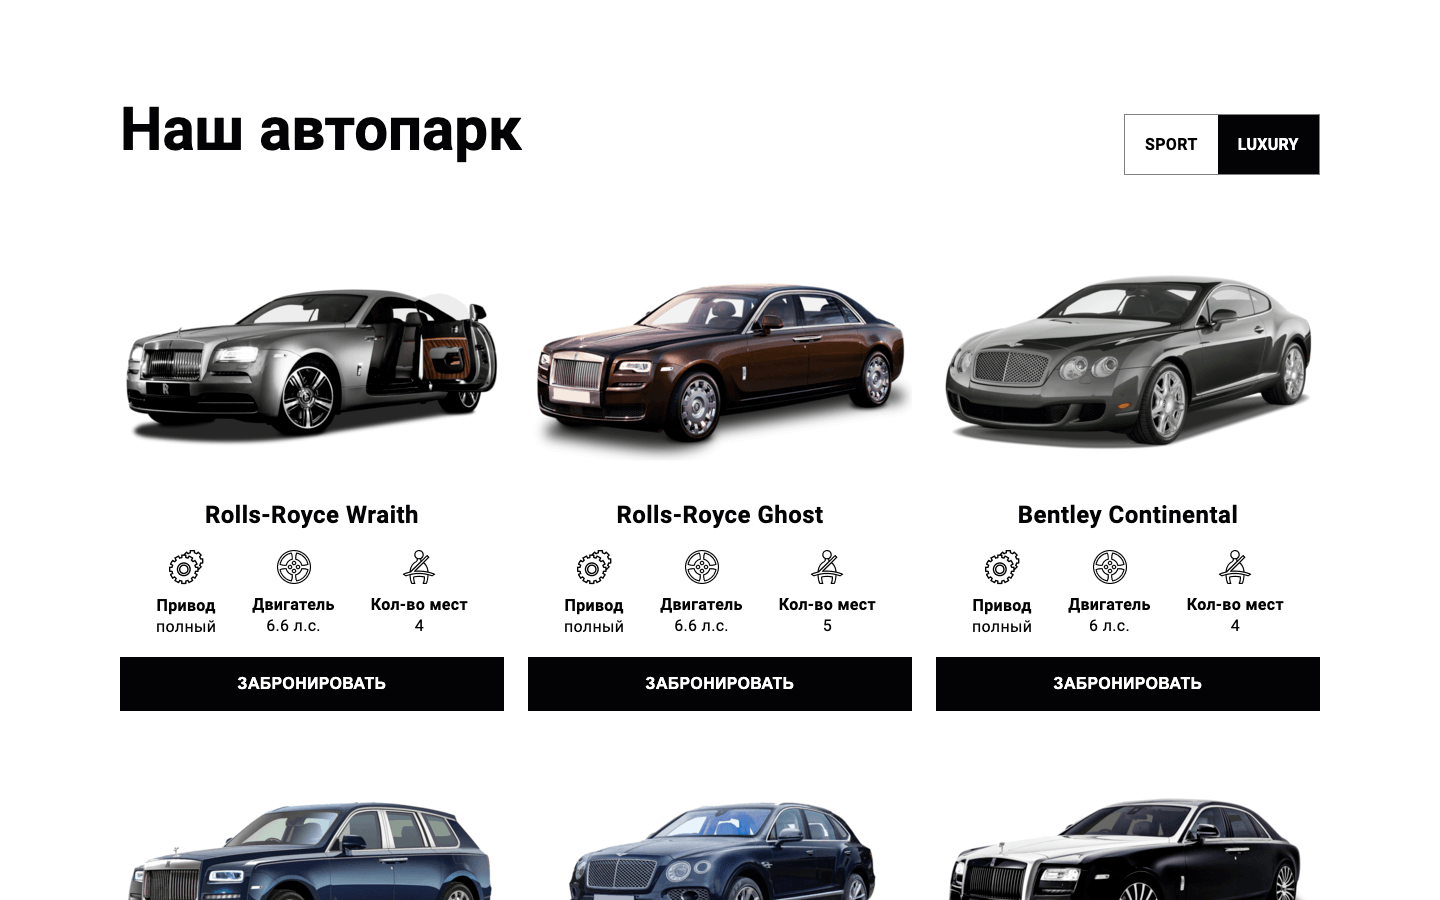 Наш автопарк
SPORT
LUXURY
Rolls-Royce Wraith
Привод
полный
Двигатель
6.6 л.с.
Кол-во мест
4
ЗАБРОНИРОВАТЬ
Rolls-Royce Ghost
Привод
полный
Двигатель
6.6 л.с.
Кол-во мест
5
ЗАБРОНИРОВАТЬ
Bentley Continental
Привод
полный
Двигатель
6 л.с.
Кол-во мест
4
ЗАБРОНИРОВАТЬ